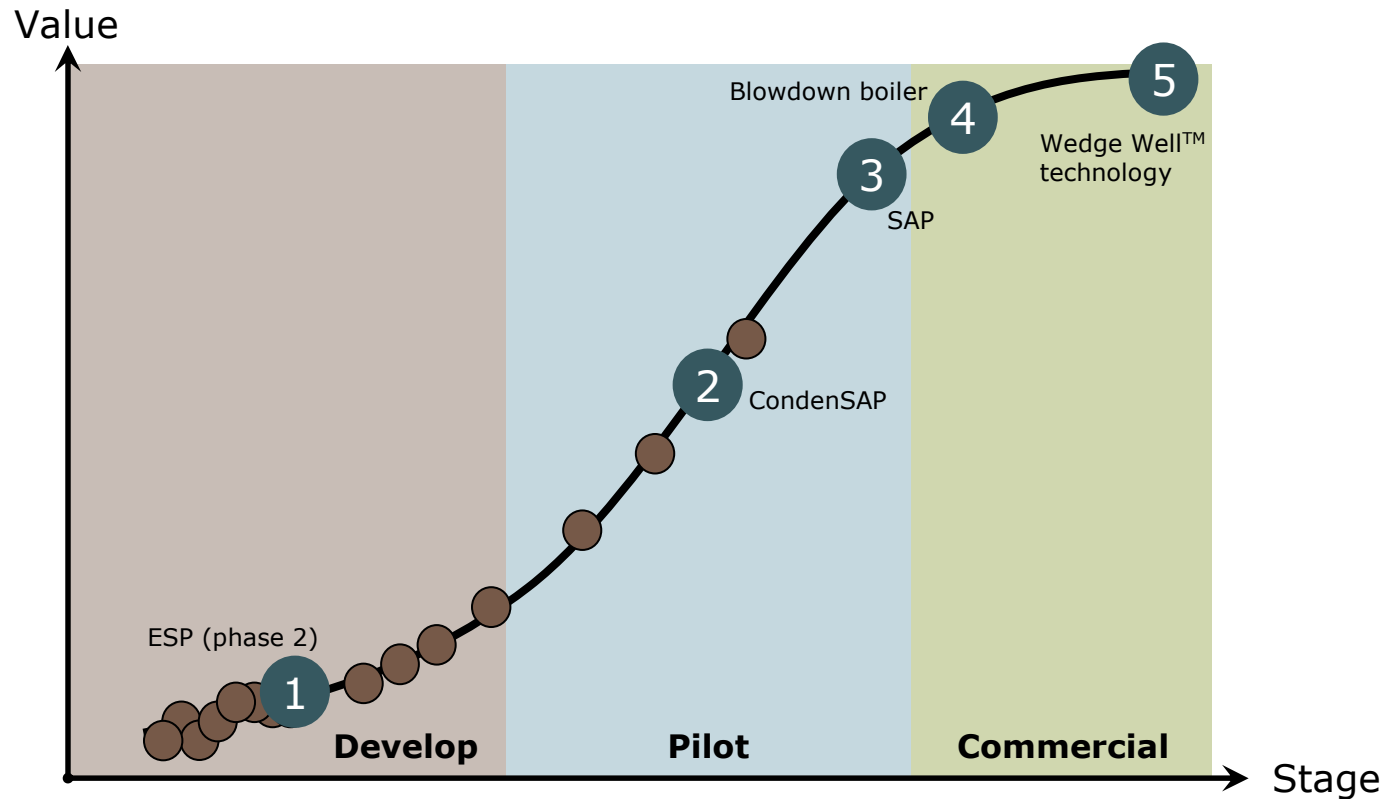 Value
5
Blowdown boiler
4
Wedge Well™
technology
3
SAP
2
CondenSAP
ESP (phase 2)
1
Develop
Pilot
Commercial
Stage